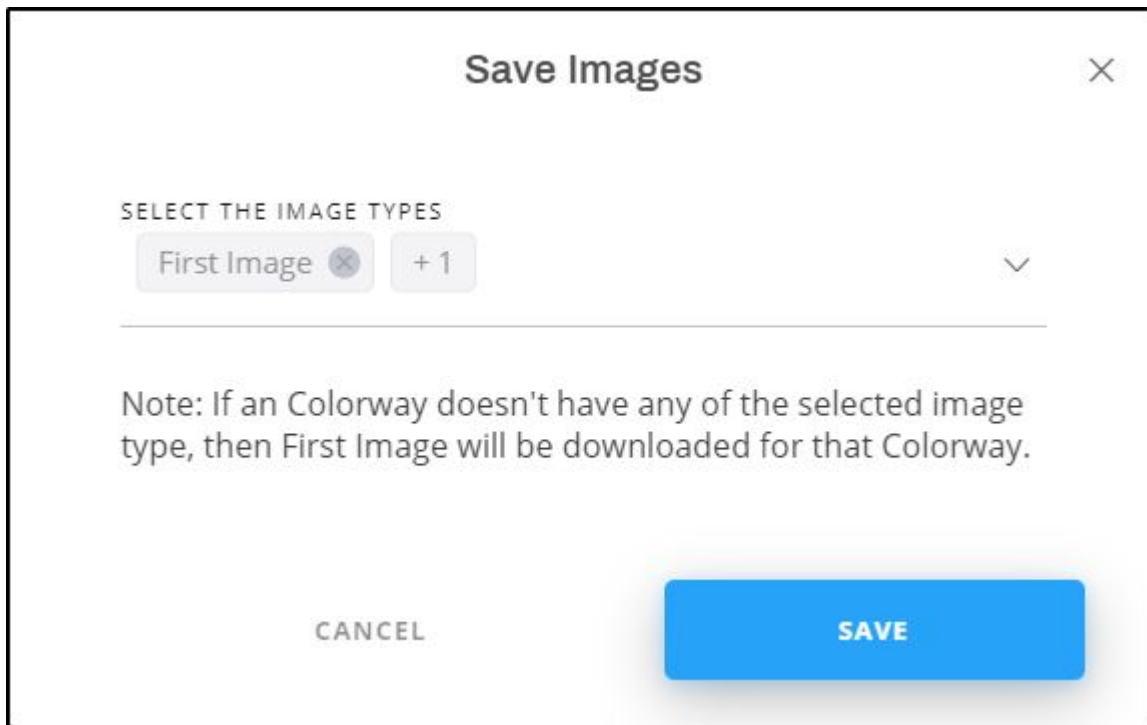 Save Images
SELECT THE IMAGE TYPES
First Image + 1
Note: If an Colorway doesn't have any of the selected image
type, then First Image will be downloaded for that Colorway.
CANCEL SAVE